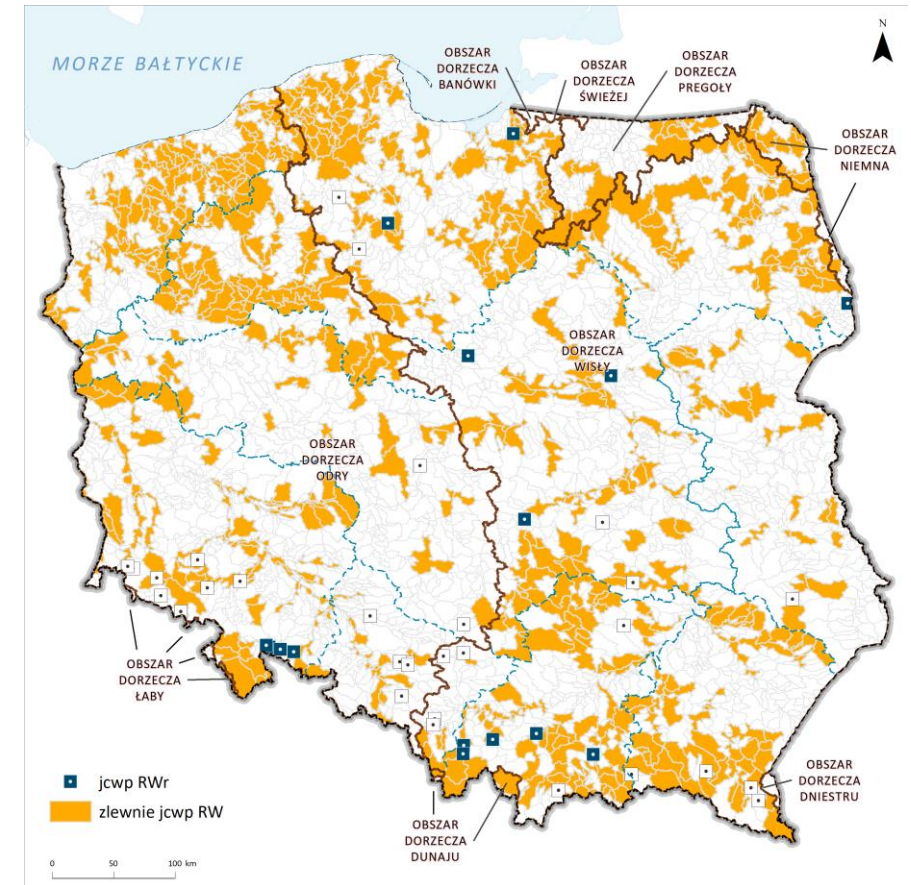 MORZE BAŁTYCKIE
OBSZAR
DORZECZA
BANÓWKI
OBSZAR
DORZECZA
ŚWIEŻEJ
OBSZAR
DORZECZA
PREGOŁY
N
OBSZAR
DORZECZA
NIEMNA
OBSZAR
DORZECZA
WISŁY
OBSZAR
DORZECZA
ODRY
OBSZAR
DORZECZA
ŁABY
OBSZAR
DORZECZA
DUNAJU
OBSZAR
DORZECZA
DNIESTRU
jcwp RWr
zlewnie jcwp RW
0 50 100 km